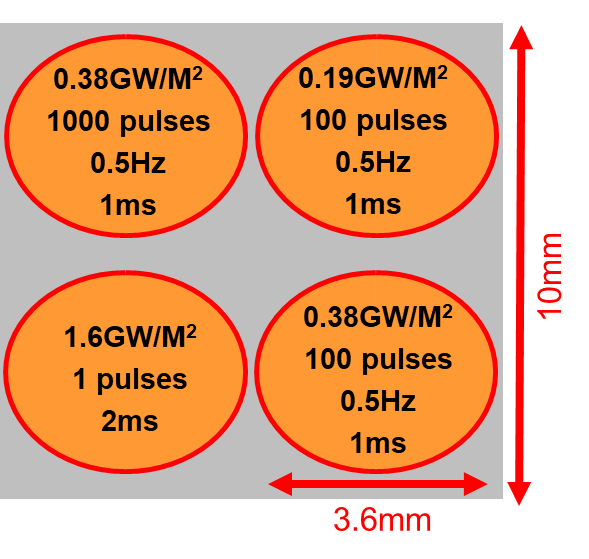 0.38GW/M²
1000 pulses
0.5Hz
1ms
0.19GW/M²
100 pulses
0.5Hz
1ms
1.6GW/M²
1 pulses
2ms
0.38GW/M²
100 pulses
0.5Hz
1ms
10mm
3.6mm